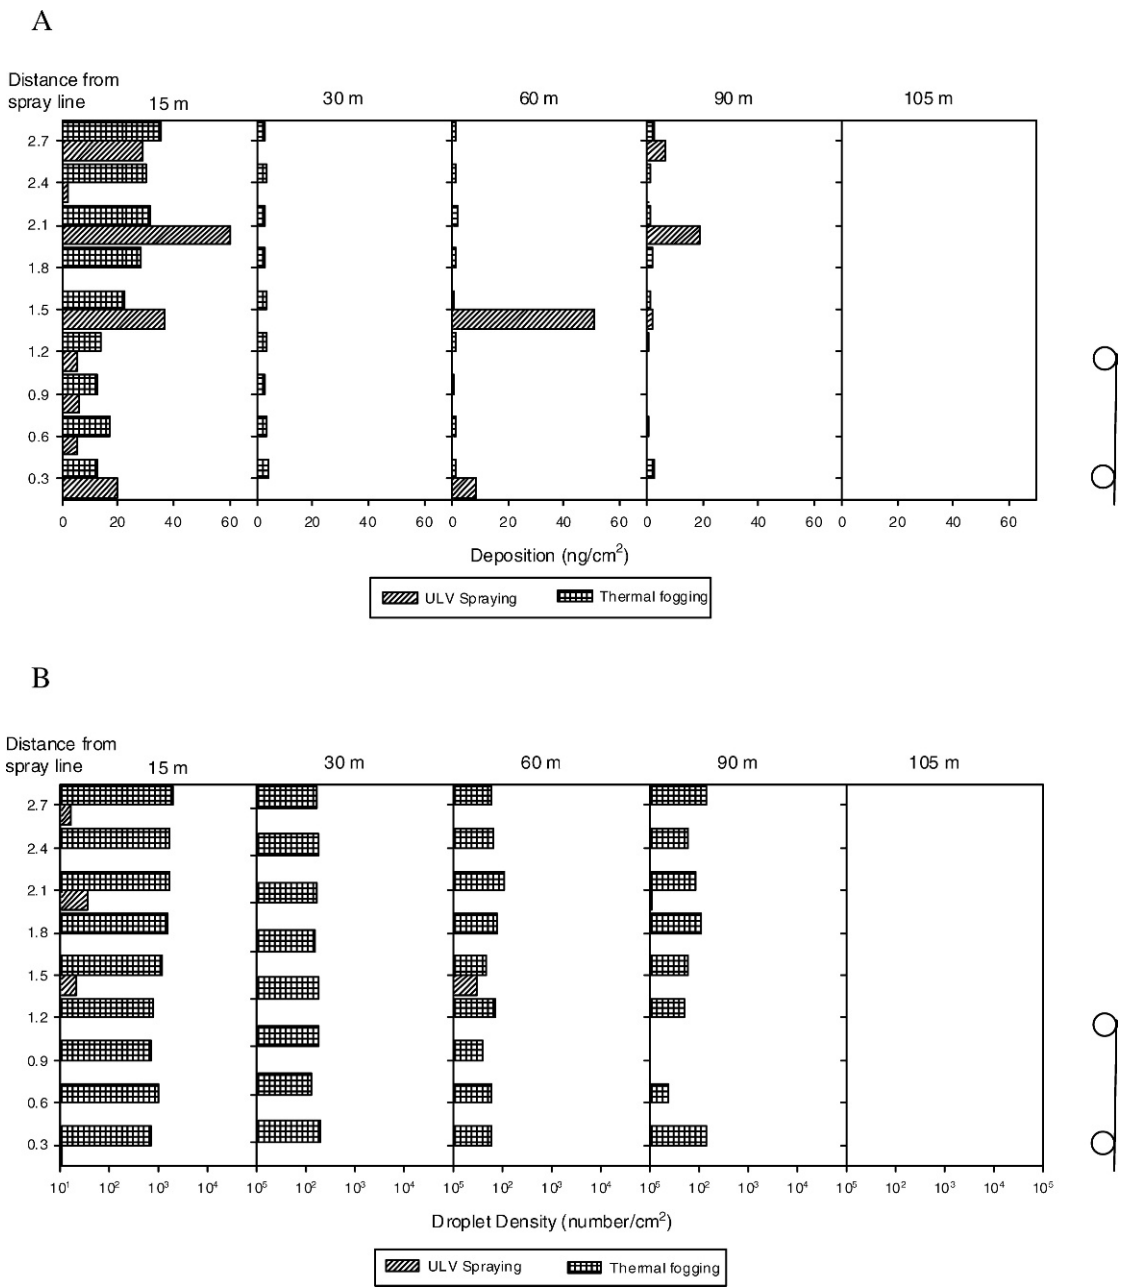 A
Distance from
spray line
15 m 30 m 60 m 90 m 105 m
2.7
2.4
2.1
1.8
1.5
1.2
0.9
0.6
0.3
0 20 40 60 0 20 40 60 0 20 40 60 0 20 40 60 0 20 40 60
Deposition (ng/cm²)
ULV Spraying Thermal fogging
B
Distance from
spray line
15 m 30 m 60 m 90 m 105 m
2.7
2.4
2.1
1.8
1.5
1.2
0.9
0.6
0.3
10¹ 10² 10³ 10⁴ 10⁵ 10² 10³ 10⁴ 10⁵ 10² 10³ 10⁴ 10⁵ 10² 10³ 10⁴ 10⁵ 10² 10³ 10⁴ 10⁵
Droplet Density (number/cm²)
ULV Spraying Thermal fogging